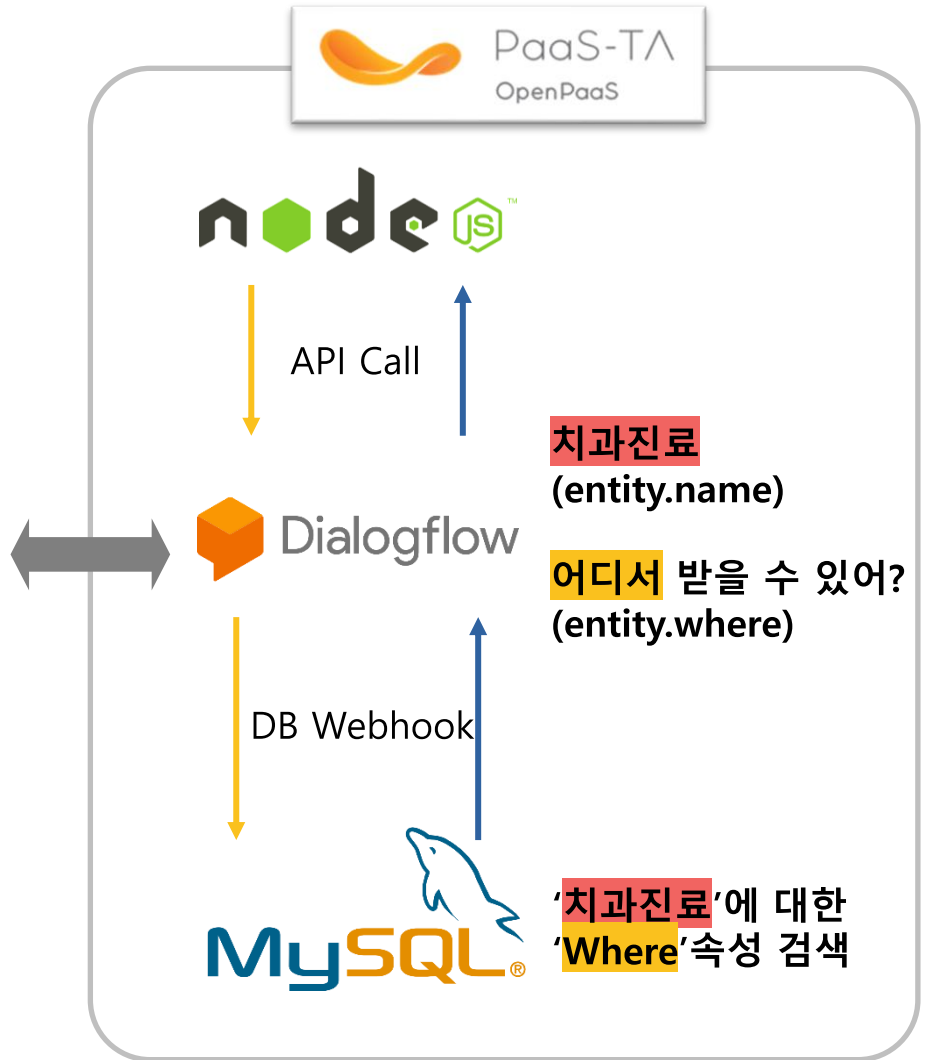 PaaS-TA
OpenPaaS
node
JS
™
API Call
치과진료
(entity.name)
Dialogflow
어디서 받을 수 있어?
(entity.where)
DB Webhook
MySQL®
‘치과진료’에 대한
‘Where’속성 검색